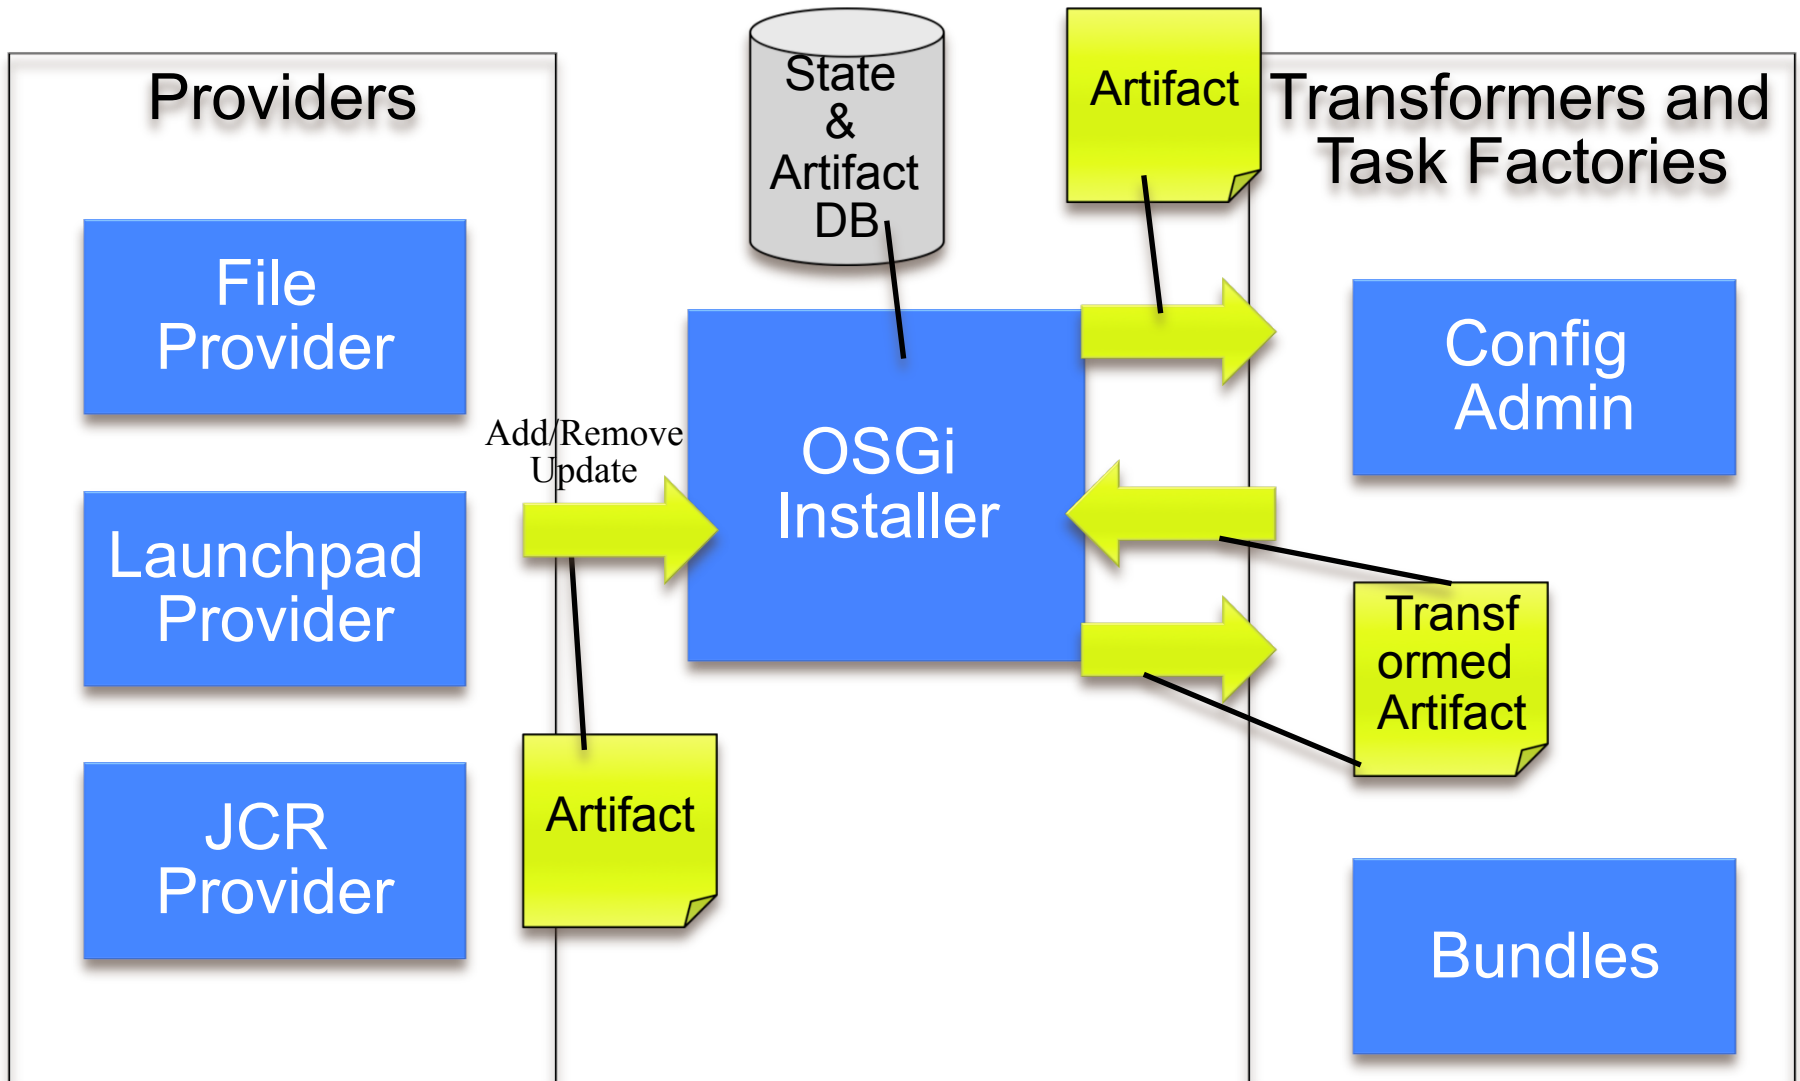 Providers
File
Provider
Launchpad
Provider
JCR
Provider
Add/Remove
Update
Artifact
State
&
Artifact
DB
OSGi
Installer
Artifact
Transformers and
Task Factories
Config
Admin
Transf
ormed
Artifact
Bundles